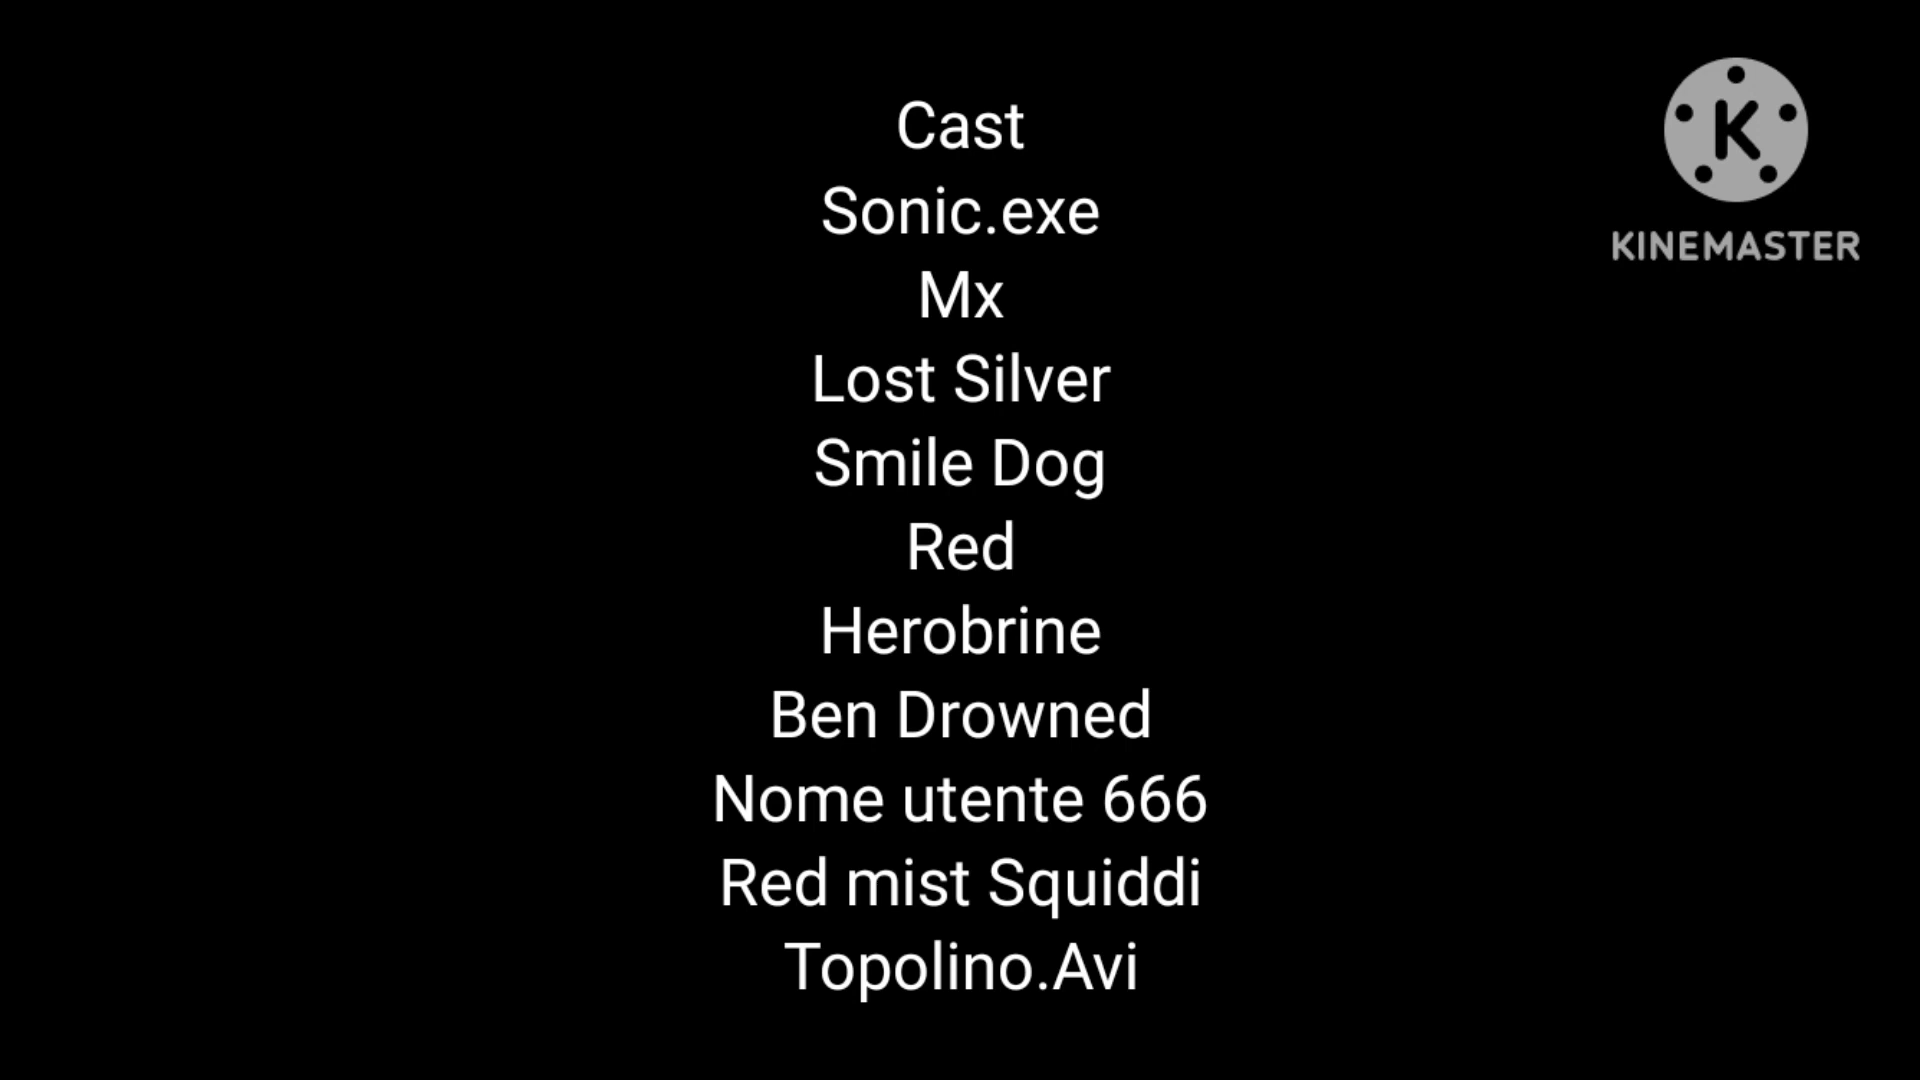 Cast
Sonic.exe
Mx
Lost Silver
Smile Dog
Red
Herobrine
Ben Drowned
Nome utente 666
Red mist Squiddi
Topolino.Avi
K
KINEMASTER